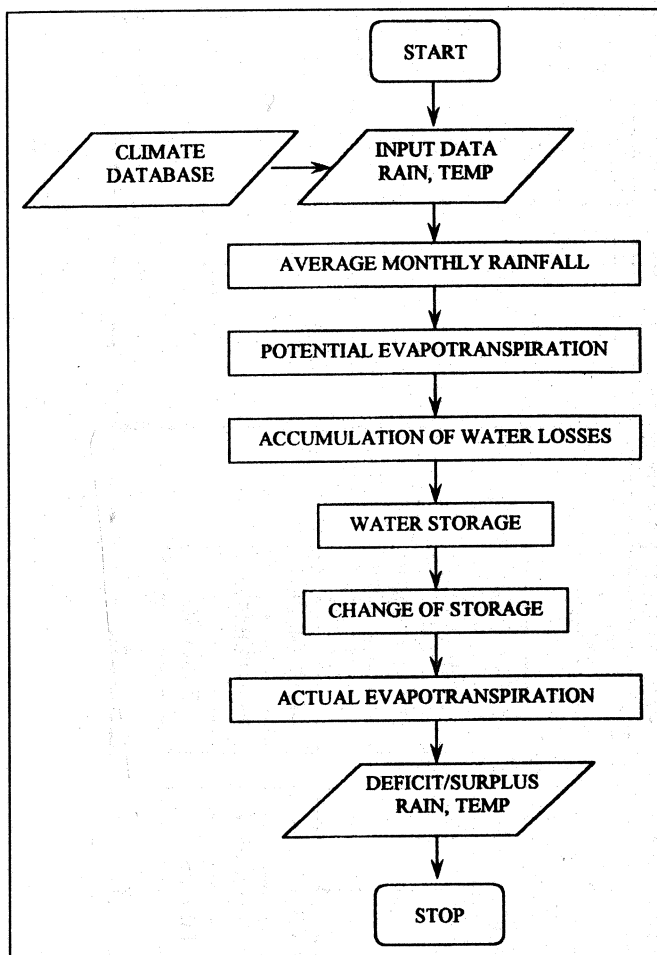 START
CLIMATE
DATABASE
INPUT DATA
RAIN, TEMP
AVERAGE MONTHLY RAINFALL
POTENTIAL EVAPOTRANSPIRATION
ACCUMULATION OF WATER LOSSES
WATER STORAGE
CHANGE OF STORAGE
ACTUAL EVAPOTRANSPIRATION
DEFICIT/SURPLUS
RAIN, TEMP
STOP